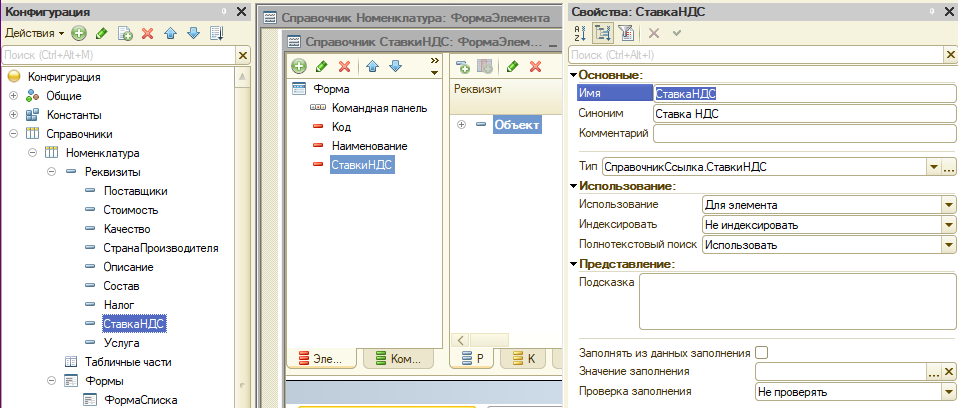 Конфигурация
Действия
Поиск (Ctrl+Alt+M)
Конфигурация
Общие
Константы
Справочники
Номенклатура
Реквизиты
Поставщики
Стоимость
Качество
СтранаПроизводителя
Описание
Состав
Налог
СтавкаНДС
Услуга
Табличные части
Формы
ФормаСписка
Справочник Номенклатура: ФормаЭлемента
Справочник СтавкиНДС: ФормаЭлем...
Форма
Командная панель
Код
Наименование
СтавкиНДС
Эле...
Ком...
Реквизит
Объект
Р
К
Свойства: СтавкаНДС
Поиск (Ctrl+Alt+I)
Основные:
Имя СтавкаНДС
Синоним Ставка НДС
Комментарий
Тип СправочникСсылка.СтавкиНДС
Использование:
Использование Для элемента
Индексировать Не индексировать
Полнотекстовый поиск Использовать
Представление:
Подсказка
Заполнять из данных заполнения
Значение заполнения
Проверка заполнения Не проверять